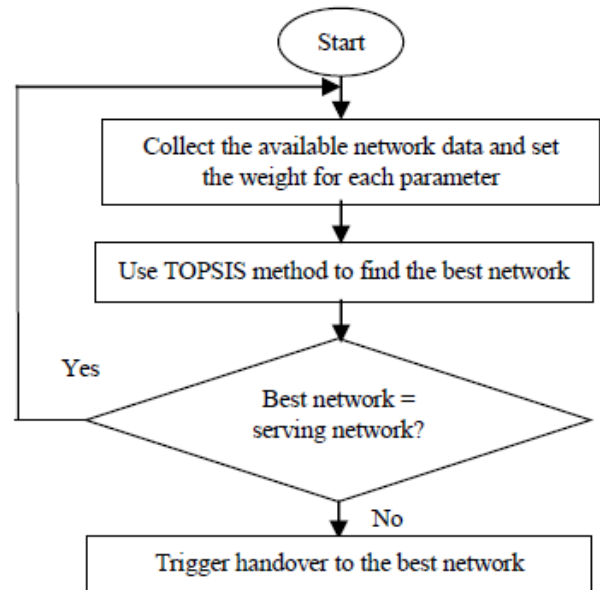 Start
Collect the available network data and set
the weight for each parameter
Use TOPSIS method to find the best network
Yes
Best network =
serving network?
No
Trigger handover to the best network